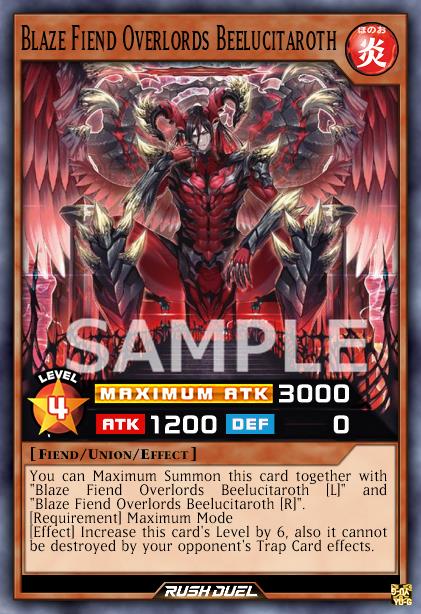 BLAZE FIEND OVERLORDS BEELUCITAROTH
ほのお
炎
SAMPLE
LEVEL
4
MAXIMUM ATK 3000
ATK 1200 DEF 0
[FIEND/UNION/EFFECT]
You can Maximum Summon this card together with
"Blaze Fiend Overlords Beelucitaroth [L]" and
"Blaze Fiend Overlords Beelucitaroth [R]".
[Requirement] Maximum Mode
[Effect] Increase this card's Level by 6, also it cannot
be destroyed by your opponent's Trap Card effects.
RUSH DUEL